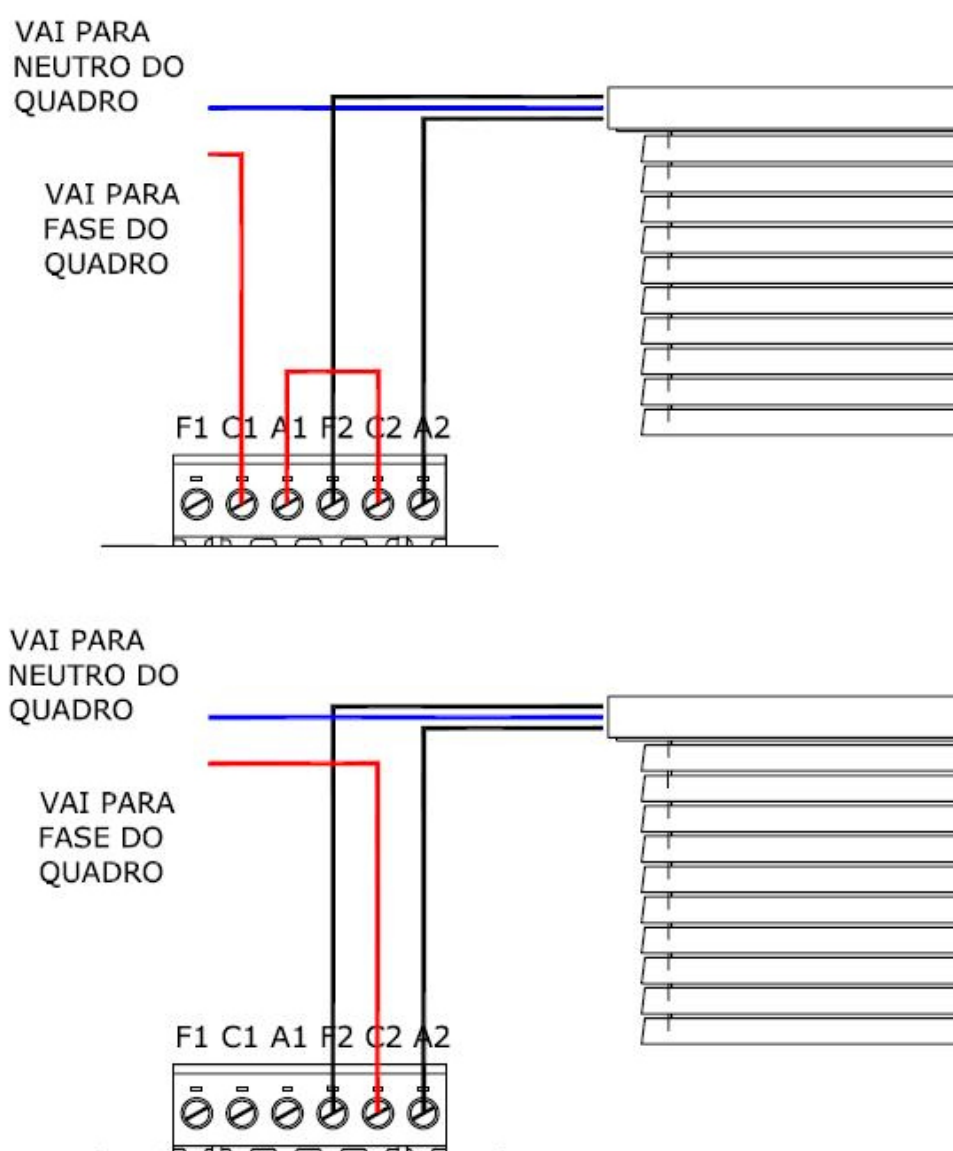 VAI PARA
NEUTRO DO
QUADRO
VAI PARA
FASE DO
QUADRO
F1 C1 A1 F2 C2 A2
VAI PARA
NEUTRO DO
QUADRO
VAI PARA
FASE DO
QUADRO
F1 C1 A1 F2 C2 A2